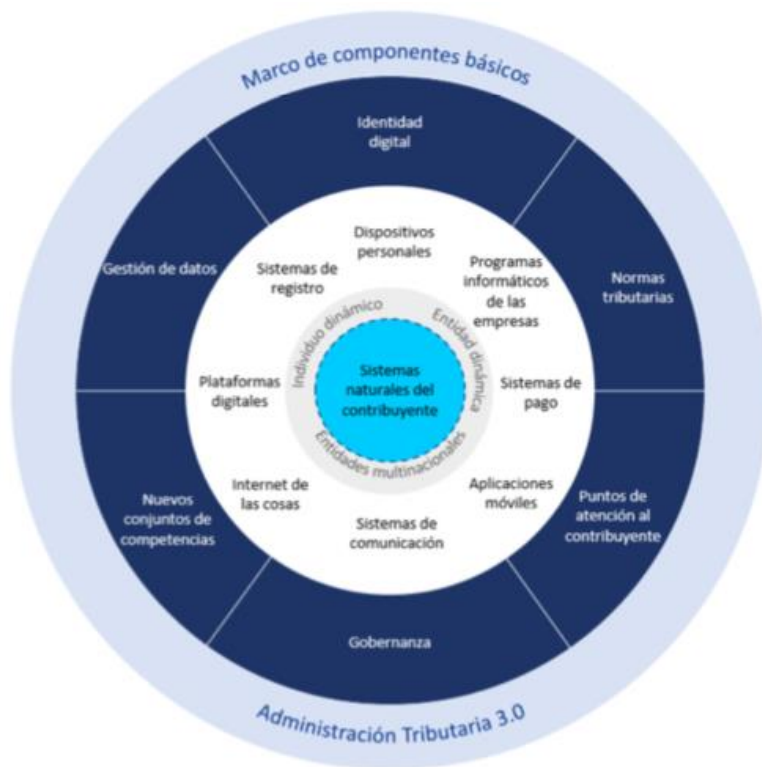 Marco de componentes básicos
Identidad
digital
Gestión de datos
Normas
tributarias
Dispositivos
personales
Sistemas de
registro
Programas
informáticos
de las
empresas
Individuo dinámico
Entidad dinámica
Sistemas
naturales del
contribuyente
Plataformas
digitales
Sistemas de
pago
Entidades multinacionales
Internet de
las cosas
Aplicaciones
móviles
Sistemas de
comunicación
Nuevos
conjuntos de
competencias
Puntos de
atención al
contribuyente
Gobernanza
Administración Tributaria 3.0